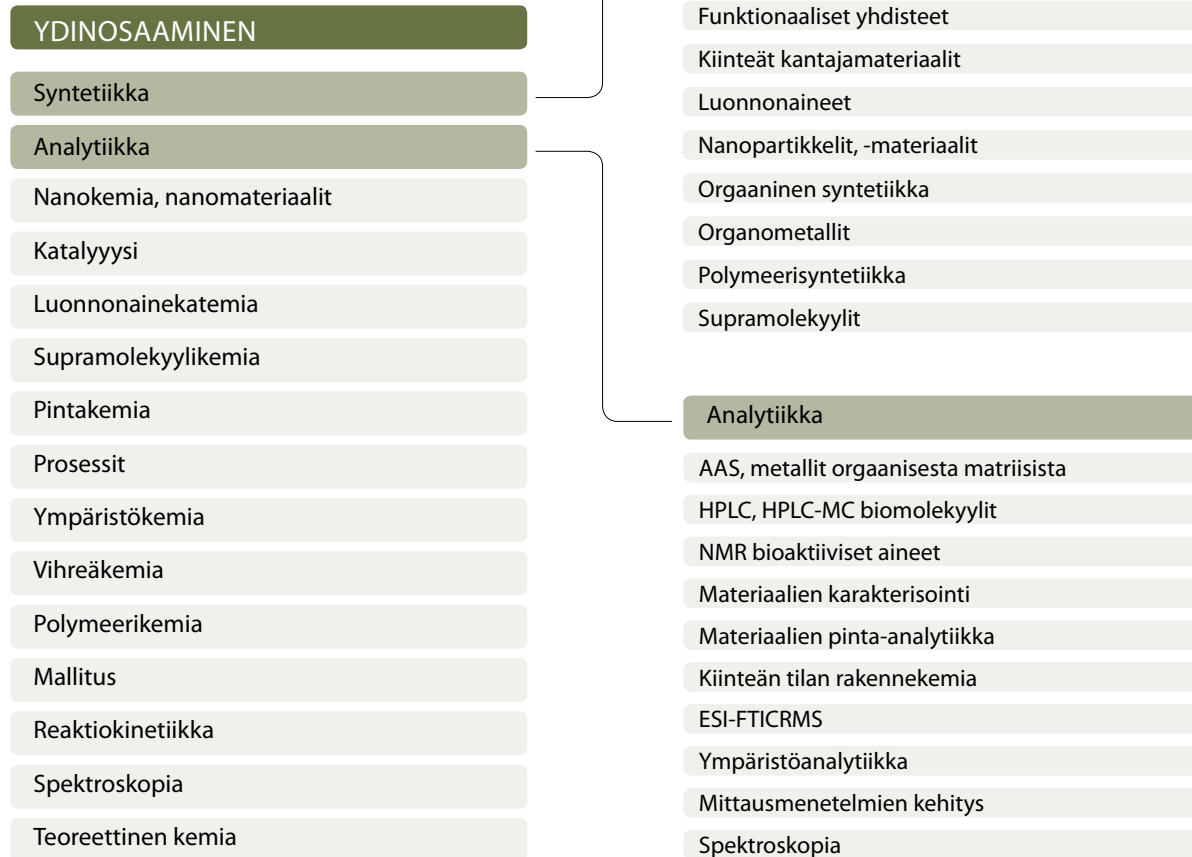 YDINOSAAMINEN
Syntetiikka
Analytiikka
Nanokemia, nanomateriaalit
Katalyyysi
Luonnonainekatemia
Supramolekyylikemia
Pintakemia
Prosessit
Ympäristökemia
Vihreäkemia
Polymeerikemia
Mallitus
Reaktiokinetiikka
Spektroskopia
Teoreettinen kemia
Funktionaaliset yhdisteet
Kiinteät kantajamateriaalit
Luonnonaineet
Nanopartikkelit, -materiaalit
Orgaaninen syntetiikka
Organometallit
Polymeerisyntetiikka
Supramolekyylit
Analytiikka
AAS, metallit orgaanisesta matriisista
HPLC, HPLC-MC biomolekyylit
NMR bioaktiiviset aineet
Materiaalien karakterisointi
Materiaalien pinta-analytiikka
Kiinteän tilan rakennekemia
ESI-FTICRMS
Ympäristöanalytiikka
Mittausmenetelmien kehitys
Spektroskopia